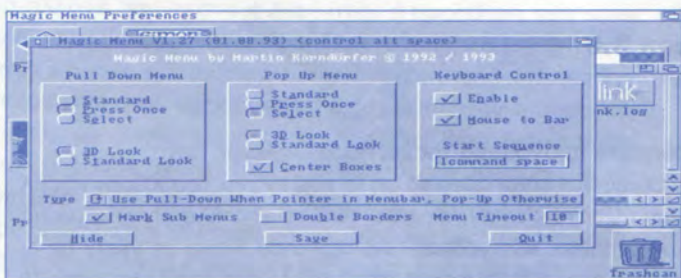 Magic Menu Preferences
Magic Menu V1.27 (01.08.93) (control alt space)
Magic Menu by Martin Korndörfer © 1992 / 1993
Pull Down Menu
Standard
Press Once
Select
3D Look
Standard Look
Pop Up Menu
Standard
Press Once
Select
3D Look
Standard Look
Center Boxes
Keyboard Control
Enable
Mouse to Bar
Start Sequence
lcommand space
Type Use Pull-Down When Pointer in Menubar, Pop-Up Otherwise
Mark Sub Menus
Double Borders
Menu Timeout 10
Hide
Save
Quit
Pr
link
nk.log
Pr
Trashcan